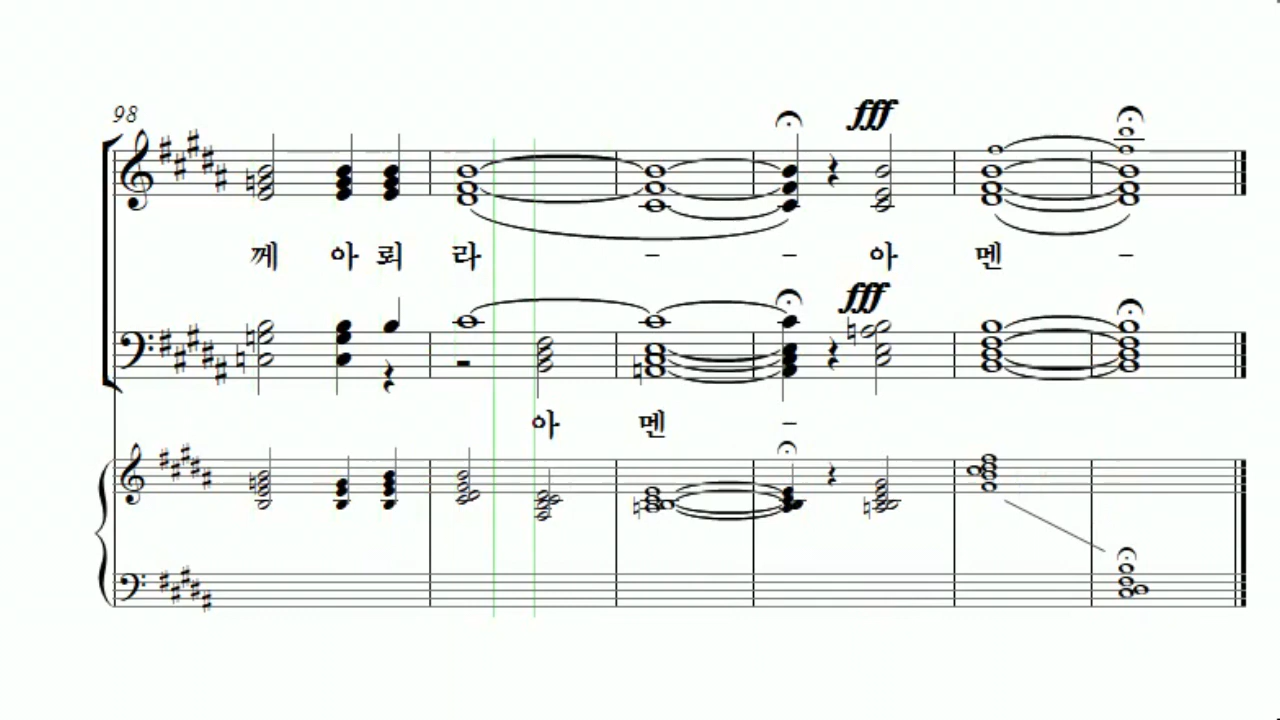 98
fff
께 아 뢰 라 - - 아 멘 -
fff
아 멘 -